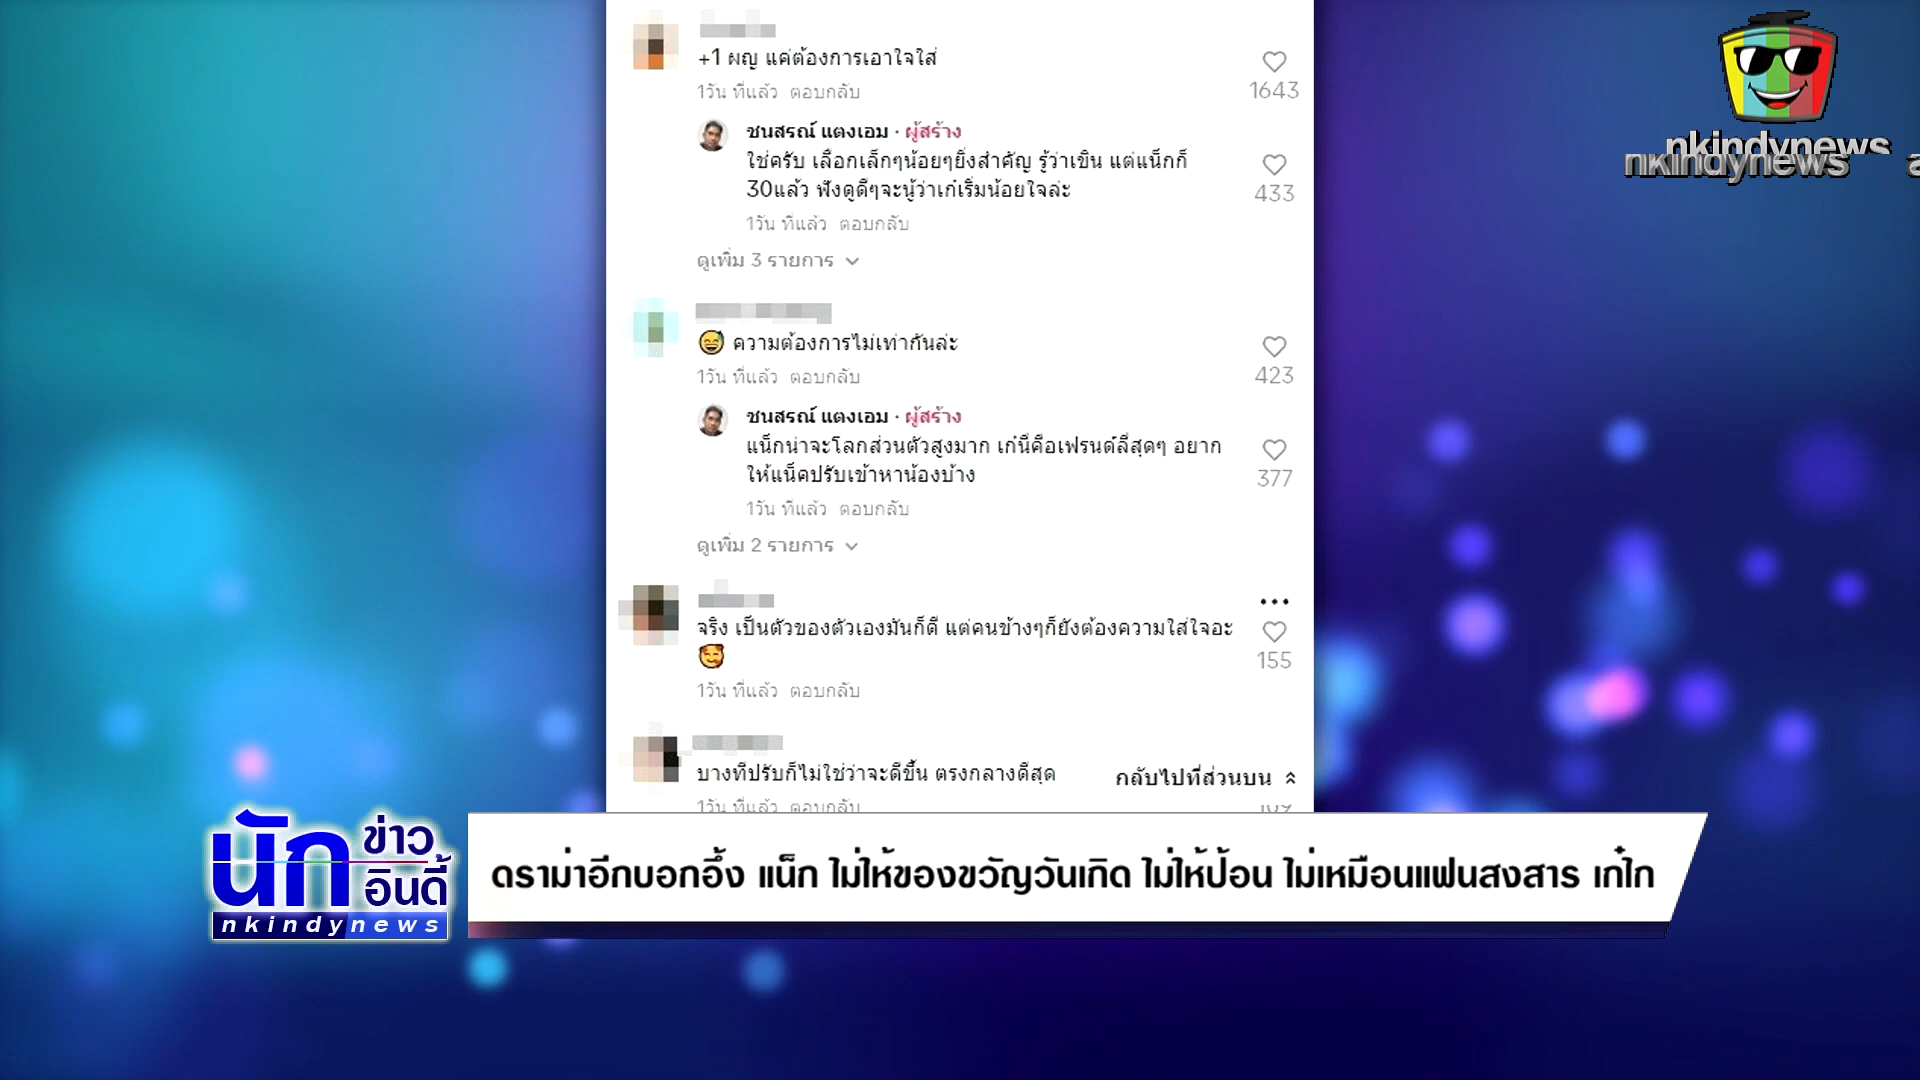 +1 ผญ แค่ต้องการเอาใจใส่
1วัน ที่แล้ว ตอบกลับ
1643
ชนสรณ์ แตงเอม · ผู้สร้าง
ใช่ครับ เลือกเล็กๆน้อยๆยิ่งสำคัญ รู้ว่าเขิน แต่แน็กก็
30แล้ว ฟังดูดีๆจะนู้ว่าเก๋เริ่มน้อยใจล่ะ
433
1วัน ที่แล้ว ตอบกลับ
ดูเพิ่ม 3 รายการ
😅 ความต้องการไม่เท่ากันล่ะ
423
1วัน ที่แล้ว ตอบกลับ
ชนสรณ์ แตงเอม · ผู้สร้าง
แน็กน่าจะโลกส่วนตัวสูงมาก เก๋นี่คือเฟรนด์ลี่สุดๆ อยาก
ให้แน็คปรับเข้าหาน้องบ้าง
377
1วัน ที่แล้ว ตอบกลับ
ดูเพิ่ม 2 รายการ
จริง เป็นตัวของตัวเองมันก็ดี แต่คนข้างๆก็ยังต้องความใส่ใจอะ
🥰
155
1วัน ที่แล้ว ตอบกลับ
บางทีปรับก็ไม่ใช่ว่าจะดีขึ้น ตรงกลางดีสุด
กลับไปที่ส่วนบน
1วัน ที่แล้ว ตอบกลับ
nkindynews
nkindynews
นักข่าวอินดี้
nkindynews
ดราม่าอีกบอกอึ้ง แน็ก ไม่ให้ของขวัญวันเกิด ไม่ให้ป้อน ไม่เหมือนแฟนสงสาร เก๋ไก